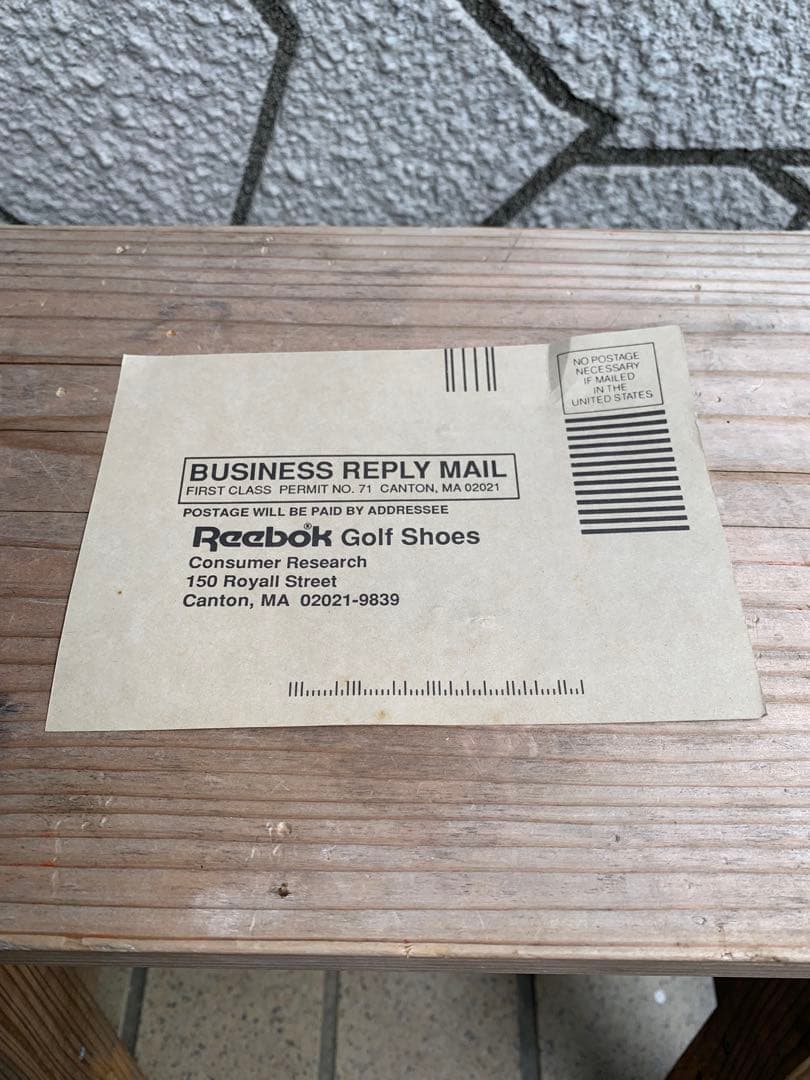 NO POSTAGE
NECESSARY
IF MAILED
IN THE
UNITED STATES
BUSINESS REPLY MAIL
FIRST CLASS PERMIT NO. 71 CANTON, MA 02021
POSTAGE WILL BE PAID BY ADDRESSEE
Reebok® Golf Shoes
Consumer Research
150 Royall Street
Canton, MA 02021-9839